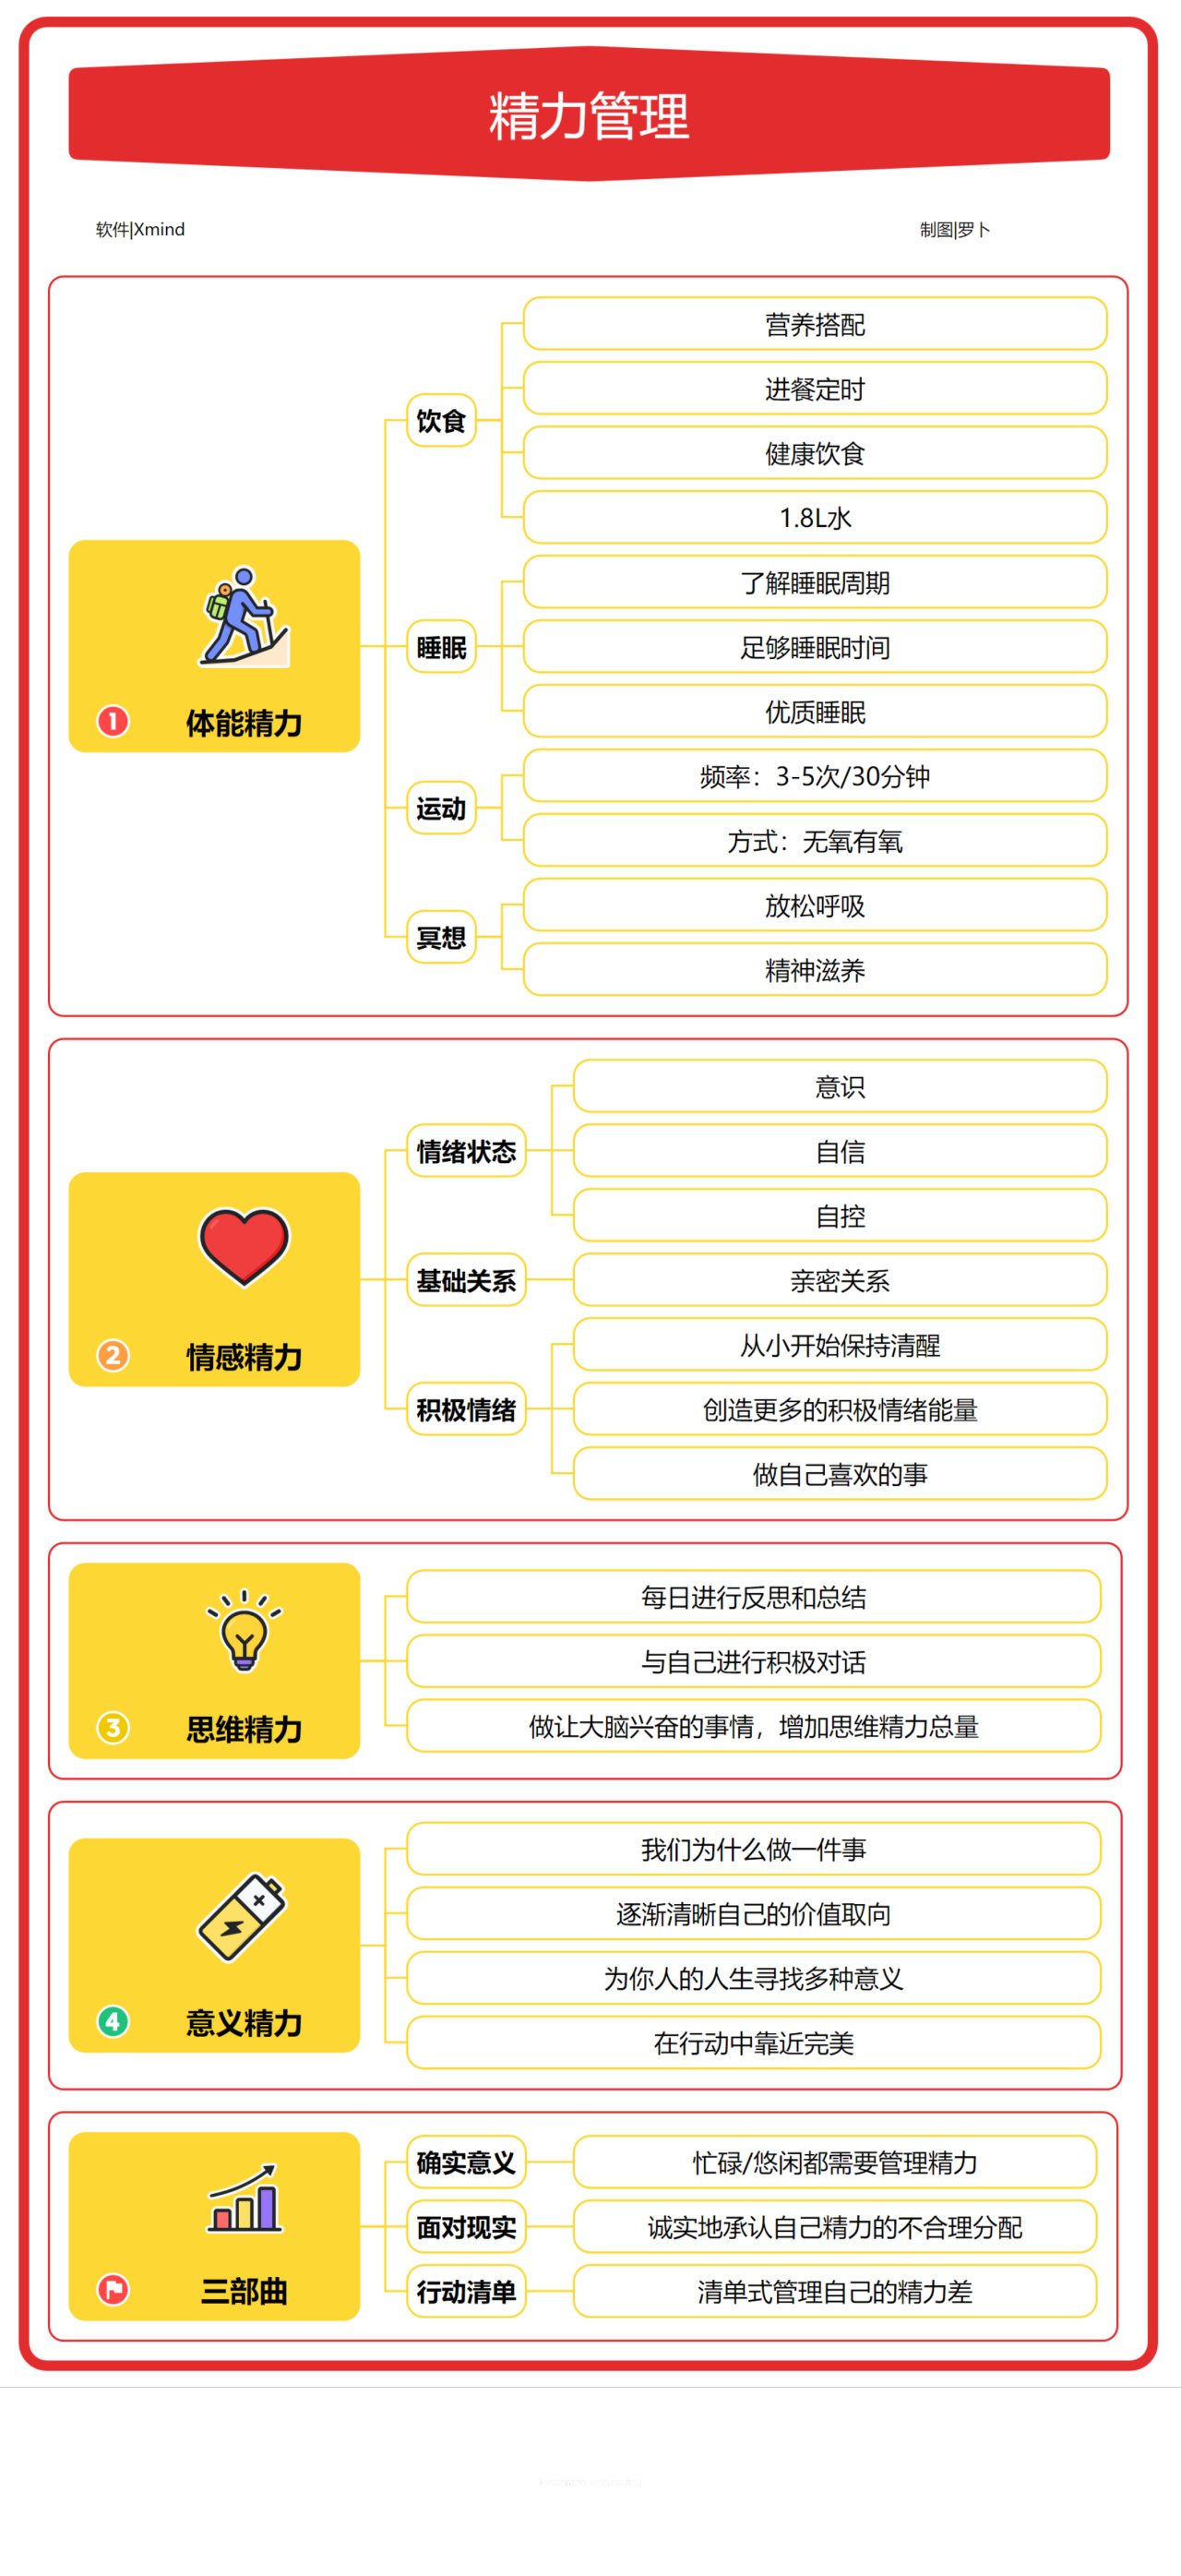 精力管理
软件|Xmind
制图|罗卜
1
体能精力
饮食
营养搭配
进餐定时
健康饮食
1.8L水
睡眠
了解睡眠周期
足够睡眠时间
优质睡眠
运动
频率：3-5次/30分钟
方式：无氧有氧
冥想
放松呼吸
精神滋养
2
情感精力
情绪状态
意识
自信
自控
基础关系
亲密关系
积极情绪
从小开始保持清醒
创造更多的积极情绪能量
做自己喜欢的事
3
思维精力
每日进行反思和总结
与自己进行积极对话
做让大脑兴奋的事情，增加思维精力总量
4
意义精力
我们为什么做一件事
逐渐清晰自己的价值取向
为你人的人生寻找多种意义
在行动中靠近完美
三部曲
确实意义
忙碌/悠闲都需要管理精力
面对现实
诚实地承认自己精力的不合理分配
行动清单
清单式管理自己的精力差